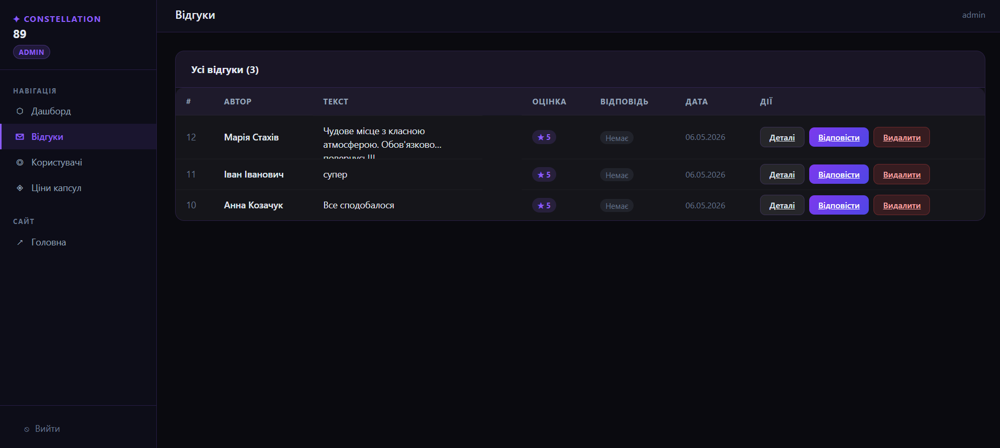 ✦ CONSTELLATION
89
ADMIN
НАВІГАЦІЯ
Дашборд
Відгуки
Користувачі
Ціни капсул
САЙТ
↗ Головна
Вийти
Відгуки
admin
Усі відгуки (3)
# АВТОР ТЕКСТ ОЦІНКА ВІДПОВІДЬ ДАТА ДІЇ
12 Марія Стахів Чудове місце з класною ★ 5 Немає 06.05.2026 Деталі Відповісти Видалити
атмосферою. Обов'язково...
повернусь!!!
11 Іван Іванович супер ★ 5 Немає 06.05.2026 Деталі Відповісти Видалити
10 Анна Козачук Все сподобалося ★ 5 Немає 06.05.2026 Деталі Відповісти Видалити